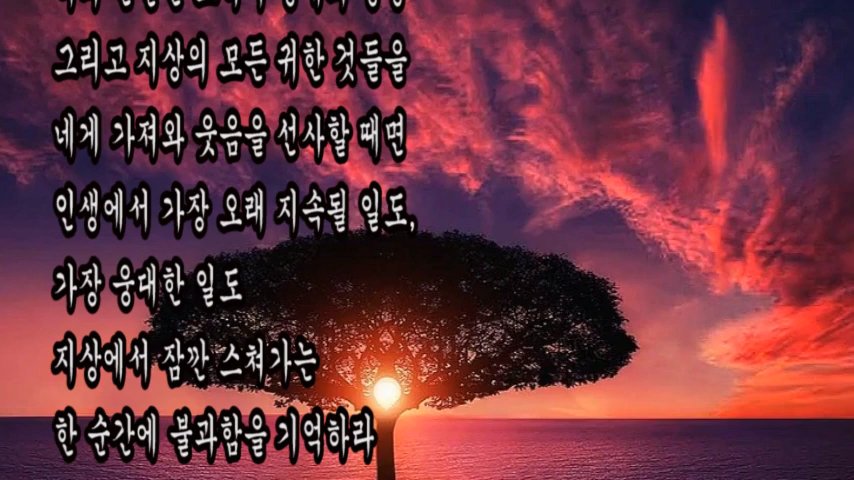 그리고 지상의 모든 귀한 것들을
네게 가져와 웃음을 선사할 때면
인생에서 가장 오래 지속될 일도,
가장 웅대한 일도
지상에서 잠깐 스쳐가는
한 순간에 불과함을 기억하라